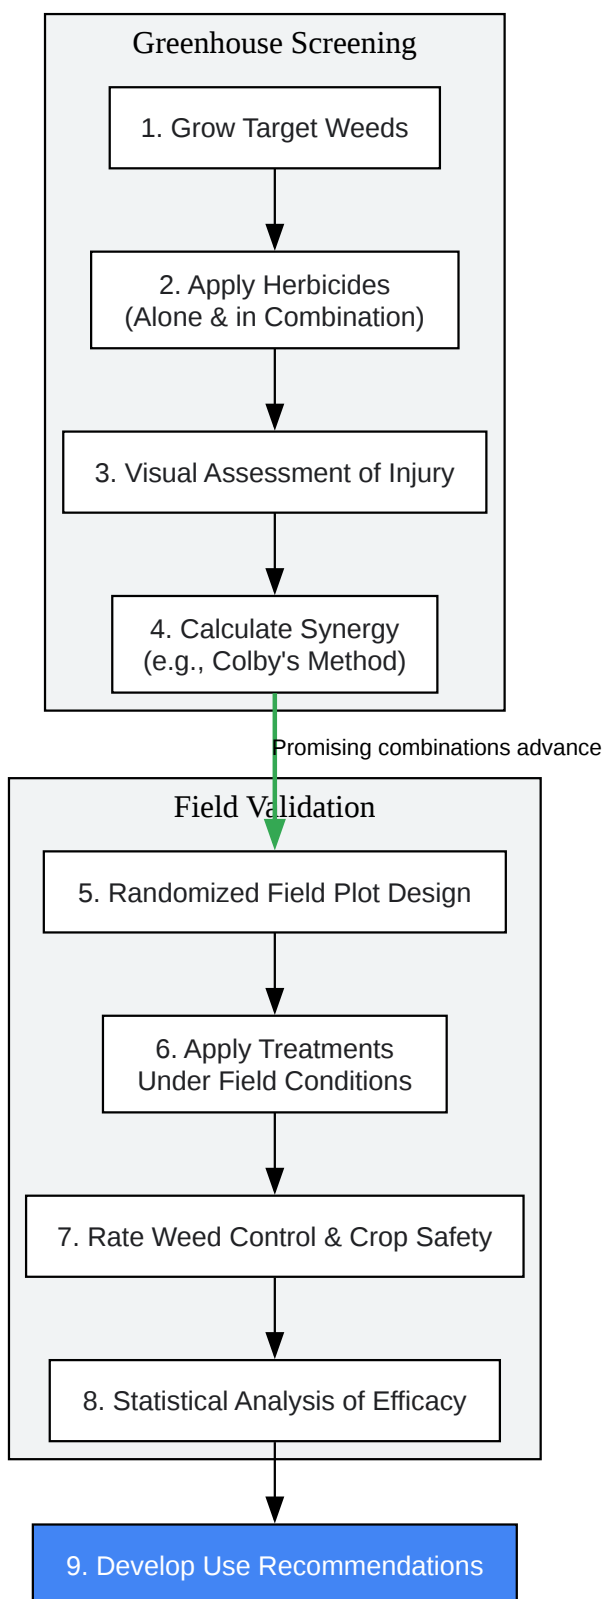 Greenhouse Screening
1. Grow Target Weeds
2. Apply Herbicides
(Alone & in Combination)
3. Visual Assessment of Injury
4. Calculate Synergy
(e.g., Colby's Method)
Promising combinations advance
Field Validation
5. Randomized Field Plot Design
6. Apply Treatments
Under Field Conditions
7. Rate Weed Control & Crop Safety
8. Statistical Analysis of Efficacy
9. Develop Use Recommendations